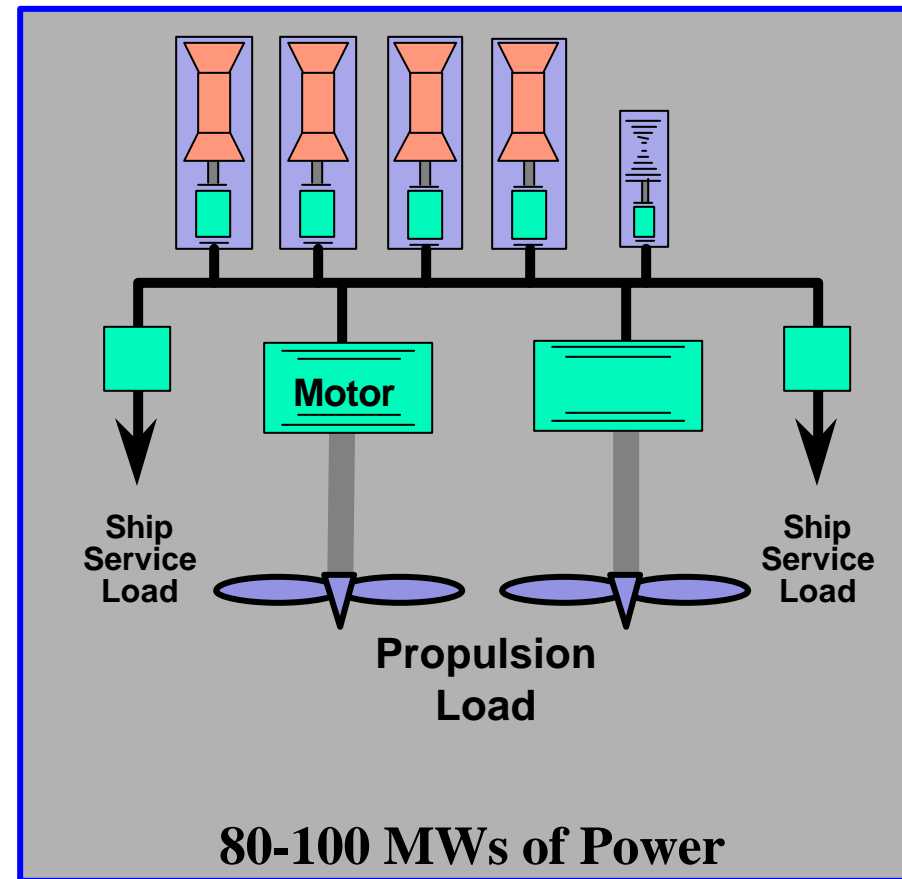 Motor
Ship
Service
Load
Ship
Service
Load
Propulsion
Load
80-100 MWs of Power